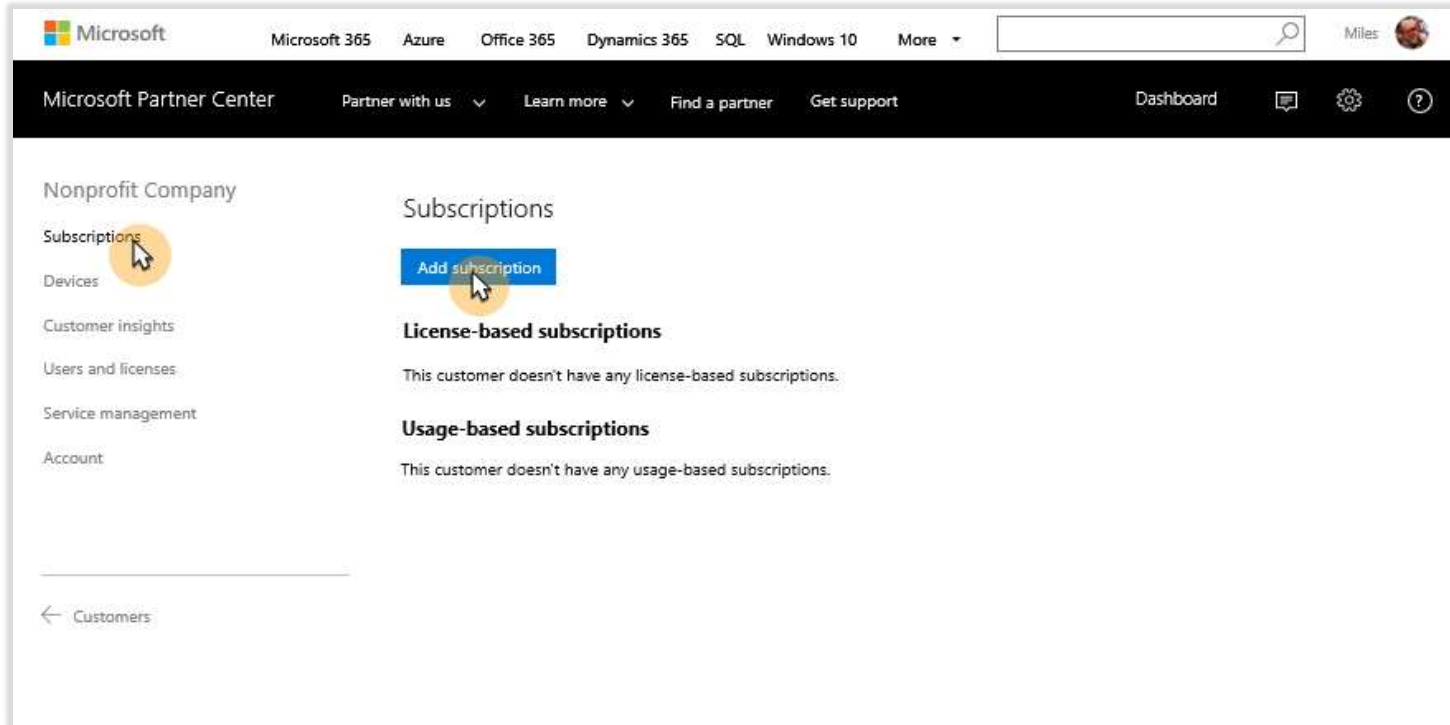 Microsoft
Microsoft 365 Azure Office 365 Dynamics 365 SQL Windows 10 More Miles
Microsoft Partner Center Partner with us Learn more Find a partner Get support Dashboard
Nonprofit Company
Subscriptions
Devices
Customer insights
Users and licenses
Service management
Account
Customers
Subscriptions
Add subscription
License-based subscriptions
This customer doesn't have any license-based subscriptions.
Usage-based subscriptions
This customer doesn't have any usage-based subscriptions.